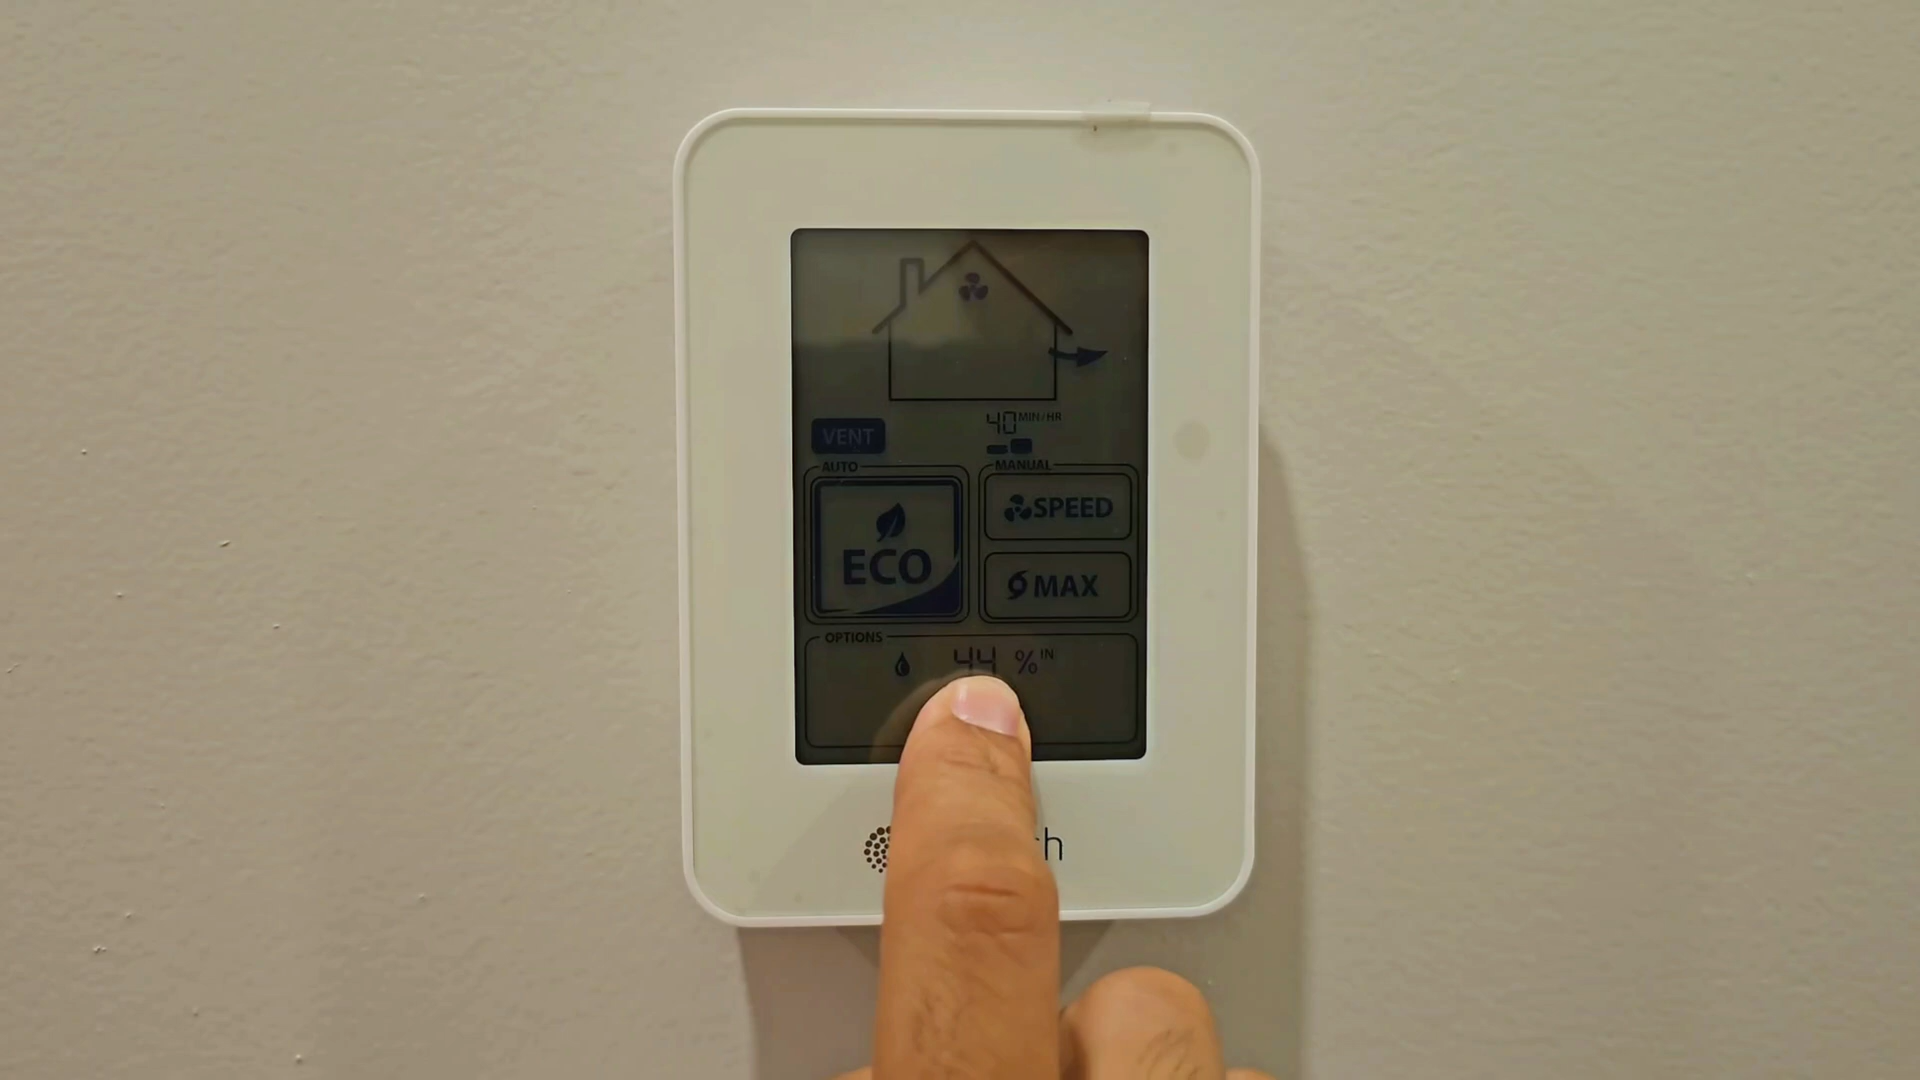 VENT
40 MIN/HR
AUTO
MANUAL
ECO
SPEED
MAX
OPTIONS
44 % IN